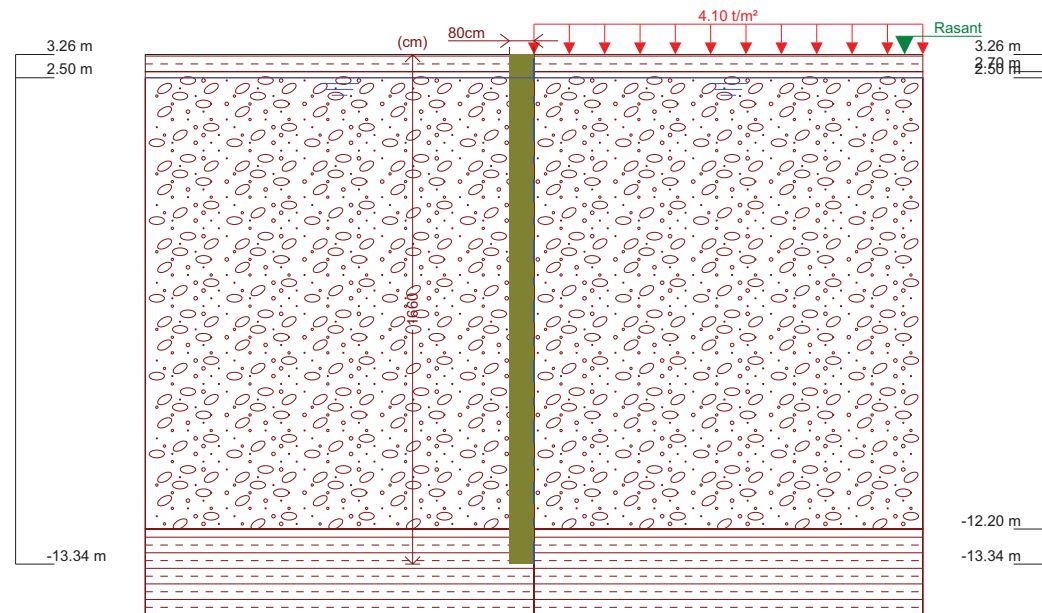 4.10 t/m²
Rasant
80cm
(cm)
3.26 m
3.26 m
2.70 m
2.50 m
2.50 m
1660
-12.20 m
-13.34 m
-13.34 m